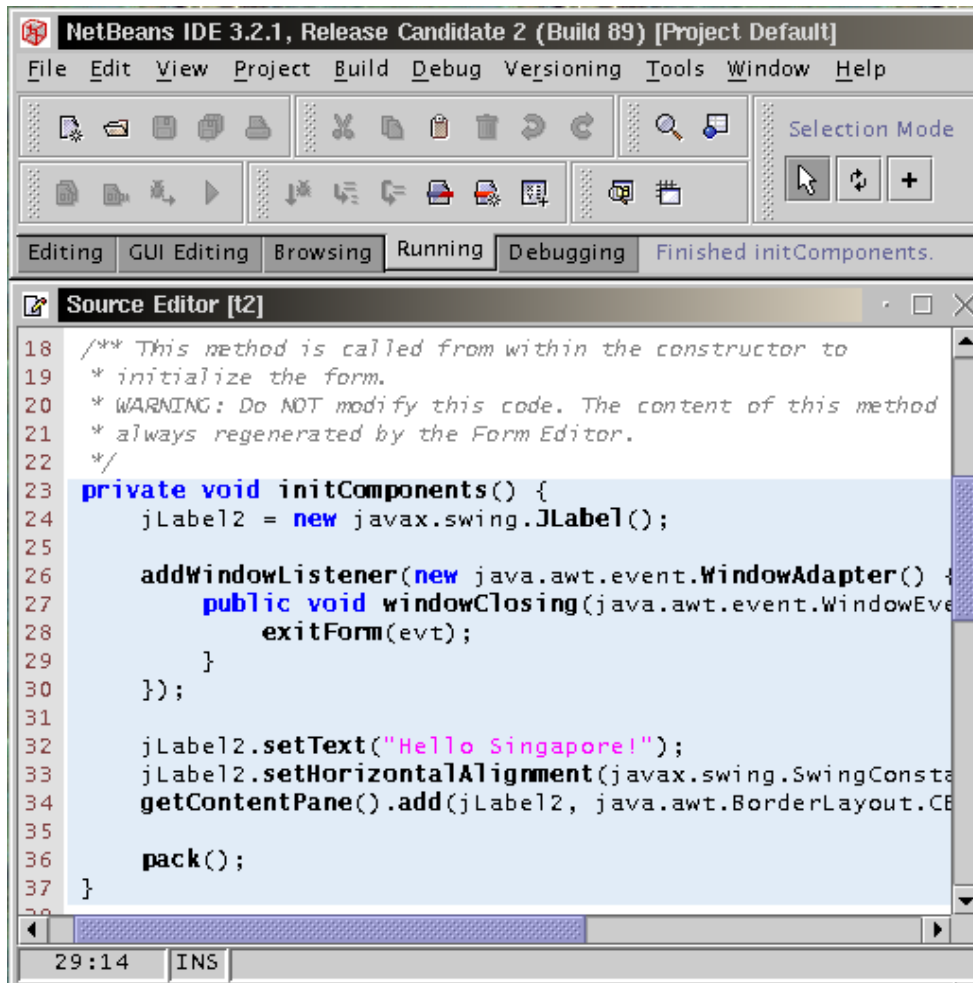 NetBeans IDE 3.2.1, Release Candidate 2 (Build 89) [Project Default]
File Edit View Project Build Debug Versioning Tools Window Help
Selection Mode
Editing GUI Editing Browsing Running Debugging Finished initComponents.
Source Editor [t2]
18 /** This method is called from within the constructor to
19 * initialize the form.
20 * WARNING: Do NOT modify this code. The content of this method
21 * always regenerated by the Form Editor.
22 */
23 private void initComponents() {
24 jLabel2 = new javax.swing.JLabel();
25
26 addWindowListener(new java.awt.event.WindowAdapter() {
27 public void windowClosing(java.awt.event.WindowEve
28 exitForm(evt);
29 }
30 });
31
32 jLabel2.setText("Hello Singapore!");
33 jLabel2.setHorizontalAlignment(javax.swing.SwingConsta
34 getContentPane().add(jLabel2, java.awt.BorderLayout.CE
35
36 pack();
37 }
29:14 INS